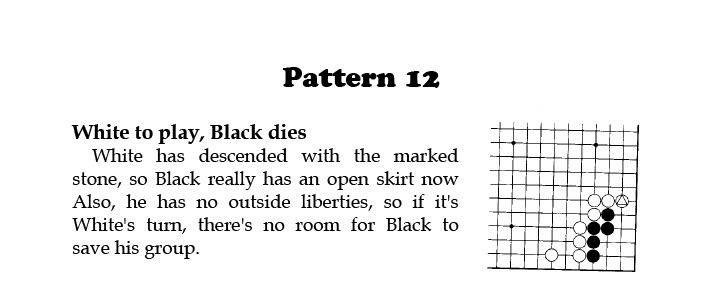 Pattern 12
White to play, Black dies
White has descended with the marked
stone, so Black really has an open skirt now
Also, he has no outside liberties, so if it's
White's turn, there's no room for Black to
save his group.